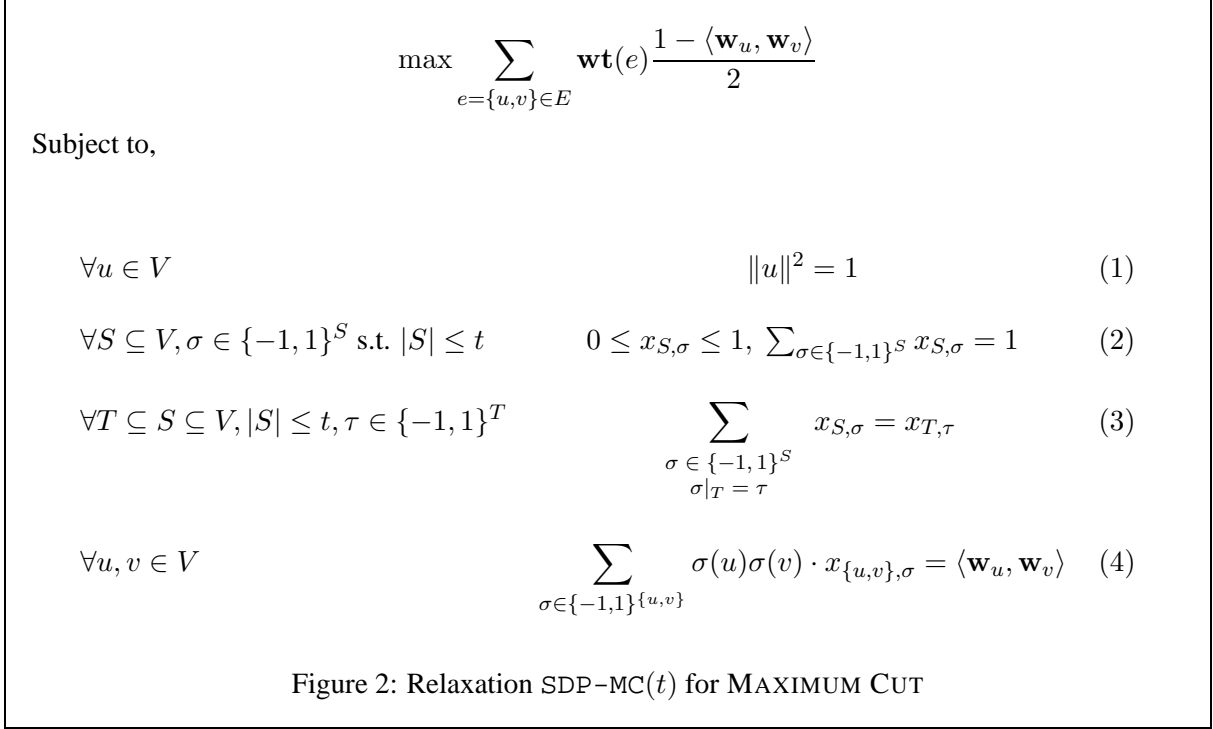 max ∑_{e={u,v}∈E} wt(e) (1 − ⟨w_u, w_v⟩)/2
Subject to,
∀u ∈ V ‖u‖² = 1 (1)
∀S ⊆ V, σ ∈ {−1, 1}^S s.t. |S| ≤ t 0 ≤ x_{S,σ} ≤ 1, ∑_{σ∈{−1,1}^S} x_{S,σ} = 1 (2)
∀T ⊆ S ⊆ V, |S| ≤ t, τ ∈ {−1, 1}^T ∑_{σ ∈ {−1, 1}^S, σ|_T = τ} x_{S,σ} = x_{T,τ} (3)
∀u, v ∈ V ∑_{σ∈{−1,1}^{{u,v}}} σ(u)σ(v) · x_{{u,v},σ} = ⟨w_u, w_v⟩ (4)
Figure 2: Relaxation SDP-MC(t) for MAXIMUM CUT